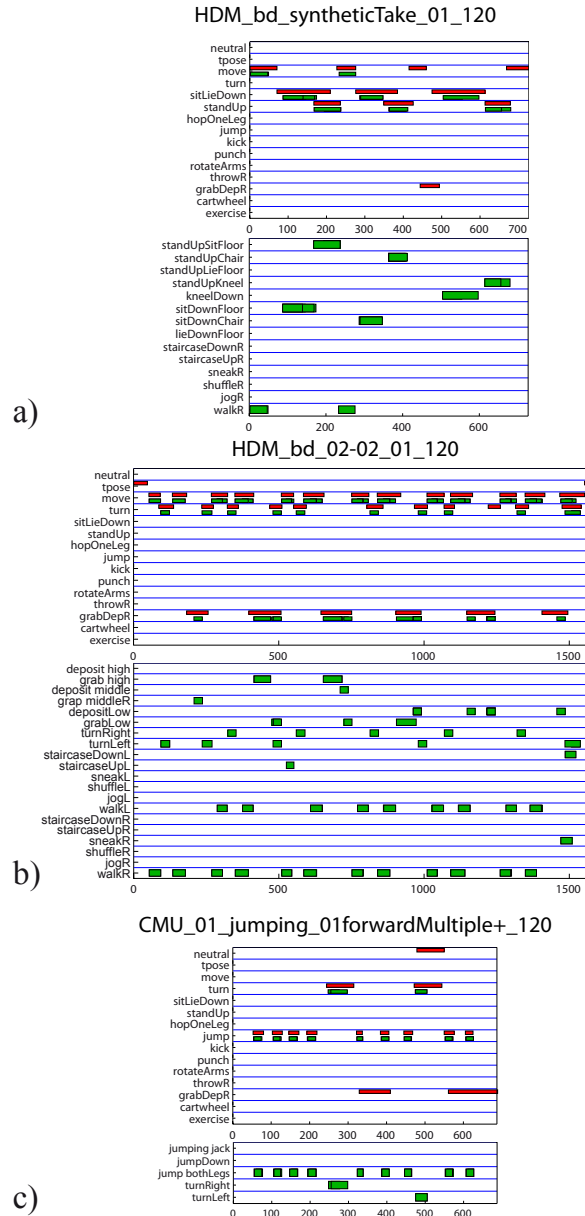 HDM_bd_syntheticTake_01_120
neutral
tpose
move
turn
sitLieDown
standUp
hopOneLeg
jump
kick
punch
rotateArms
throwR
grabDepR
cartwheel
exercise
0 100 200 300 400 500 600 700
standUpSitFloor
standUpChair
standUpLieFloor
standUpKneel
kneelDown
sitDownFloor
sitDownChair
lieDownFloor
staircaseDownR
staircaseUpR
sneakR
shuffleR
jogR
walkR
200 400 600
a)
HDM_bd_02-02_01_120
neutral
tpose
move
turn
sitLieDown
standUp
hopOneLeg
jump
kick
punch
rotateArms
throwR
grabDepR
cartwheel
exercise
0 500 1000 1500
deposit high
grab high
deposit middle
grap middleR
depositLow
grabLow
turnRight
turnLeft
staircaseDownL
staircaseUpL
sneakL
shuffleL
jogL
walkL
staircaseDownR
staircaseUpR
sneakR
shuffleR
jogR
walkR
0 500 1000 1500
b)
CMU_01_jumping_01forwardMultiple+_120
neutral
tpose
move
turn
sitLieDown
standUp
hopOneLeg
jump
kick
punch
rotateArms
throwR
grabDepR
cartwheel
exercise
0 100 200 300 400 500 600
jumping jack
jumpDown
jump bothLegs
turnRight
turnLeft
0 100 200 300 400 500 600
c)